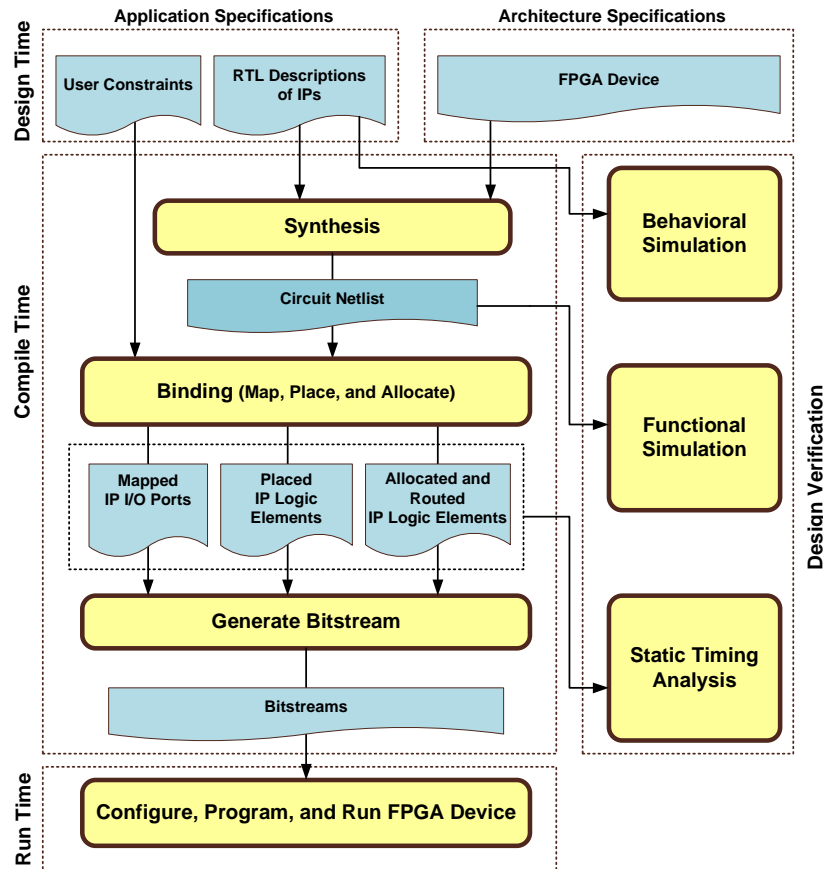 Application Specifications
Architecture Specifications
Design Time
User Constraints
RTL Descriptions
of IPs
FPGA Device
Compile Time
Synthesis
Behavioral
Simulation
Circuit Netlist
Binding (Map, Place, and Allocate)
Functional
Simulation
Design Verification
Mapped
IP I/O Ports
Placed
IP Logic
Elements
Allocated and
Routed
IP Logic Elements
Generate Bitstream
Static Timing
Analysis
Bitstreams
Run Time
Configure, Program, and Run FPGA Device